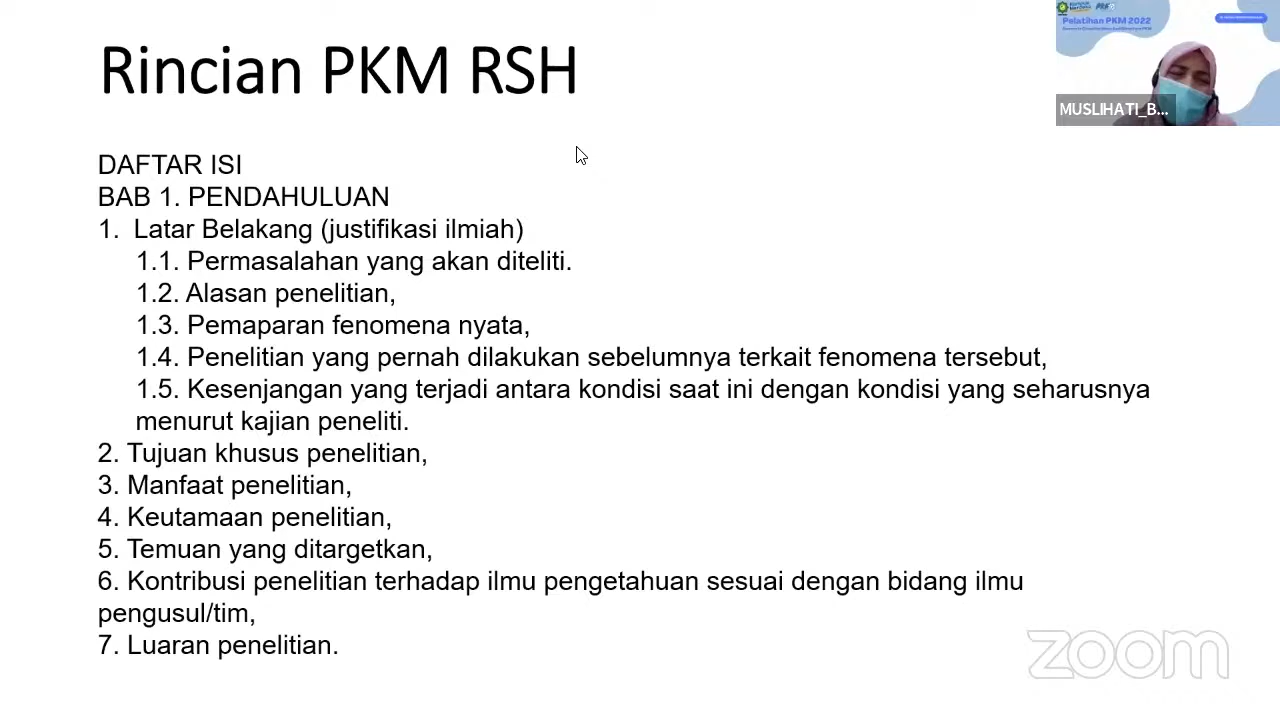 Rincian PKM RSH
Pelatihan PKM 2022
MUSLIHATI_B...
DAFTAR ISI
BAB 1. PENDAHULUAN
1. Latar Belakang (justifikasi ilmiah)
1.1. Permasalahan yang akan diteliti.
1.2. Alasan penelitian,
1.3. Pemaparan fenomena nyata,
1.4. Penelitian yang pernah dilakukan sebelumnya terkait fenomena tersebut,
1.5. Kesenjangan yang terjadi antara kondisi saat ini dengan kondisi yang seharusnya
menurut kajian peneliti.
2. Tujuan khusus penelitian,
3. Manfaat penelitian,
4. Keutamaan penelitian,
5. Temuan yang ditargetkan,
6. Kontribusi penelitian terhadap ilmu pengetahuan sesuai dengan bidang ilmu
pengusul/tim,
7. Luaran penelitian.
zoom